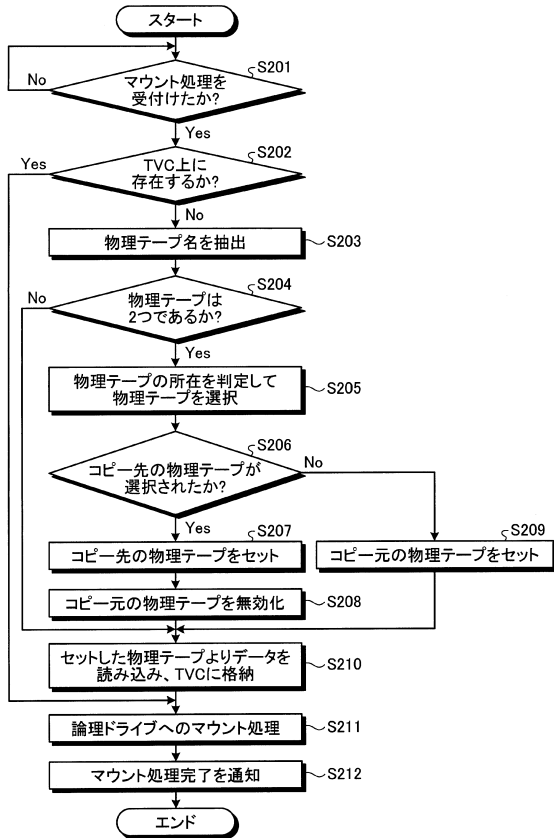 スタート
S201
マウント処理を
受付けたか?
No
Yes
S202
TVC上に
存在するか?
Yes
No
物理テープ名を抽出
S203
S204
物理テープは
2つであるか?
No
Yes
物理テープの所在を判定して
物理テープを選択
S205
S206
コピー先の物理テープが
選択されたか?
No
Yes
S207
コピー先の物理テープをセット
S209
コピー元の物理テープをセット
コピー元の物理テープを無効化
S208
セットした物理テープよりデータを
読み込み、TVCに格納
S210
論理ドライブへのマウント処理
S211
マウント処理完了を通知
S212
エンド